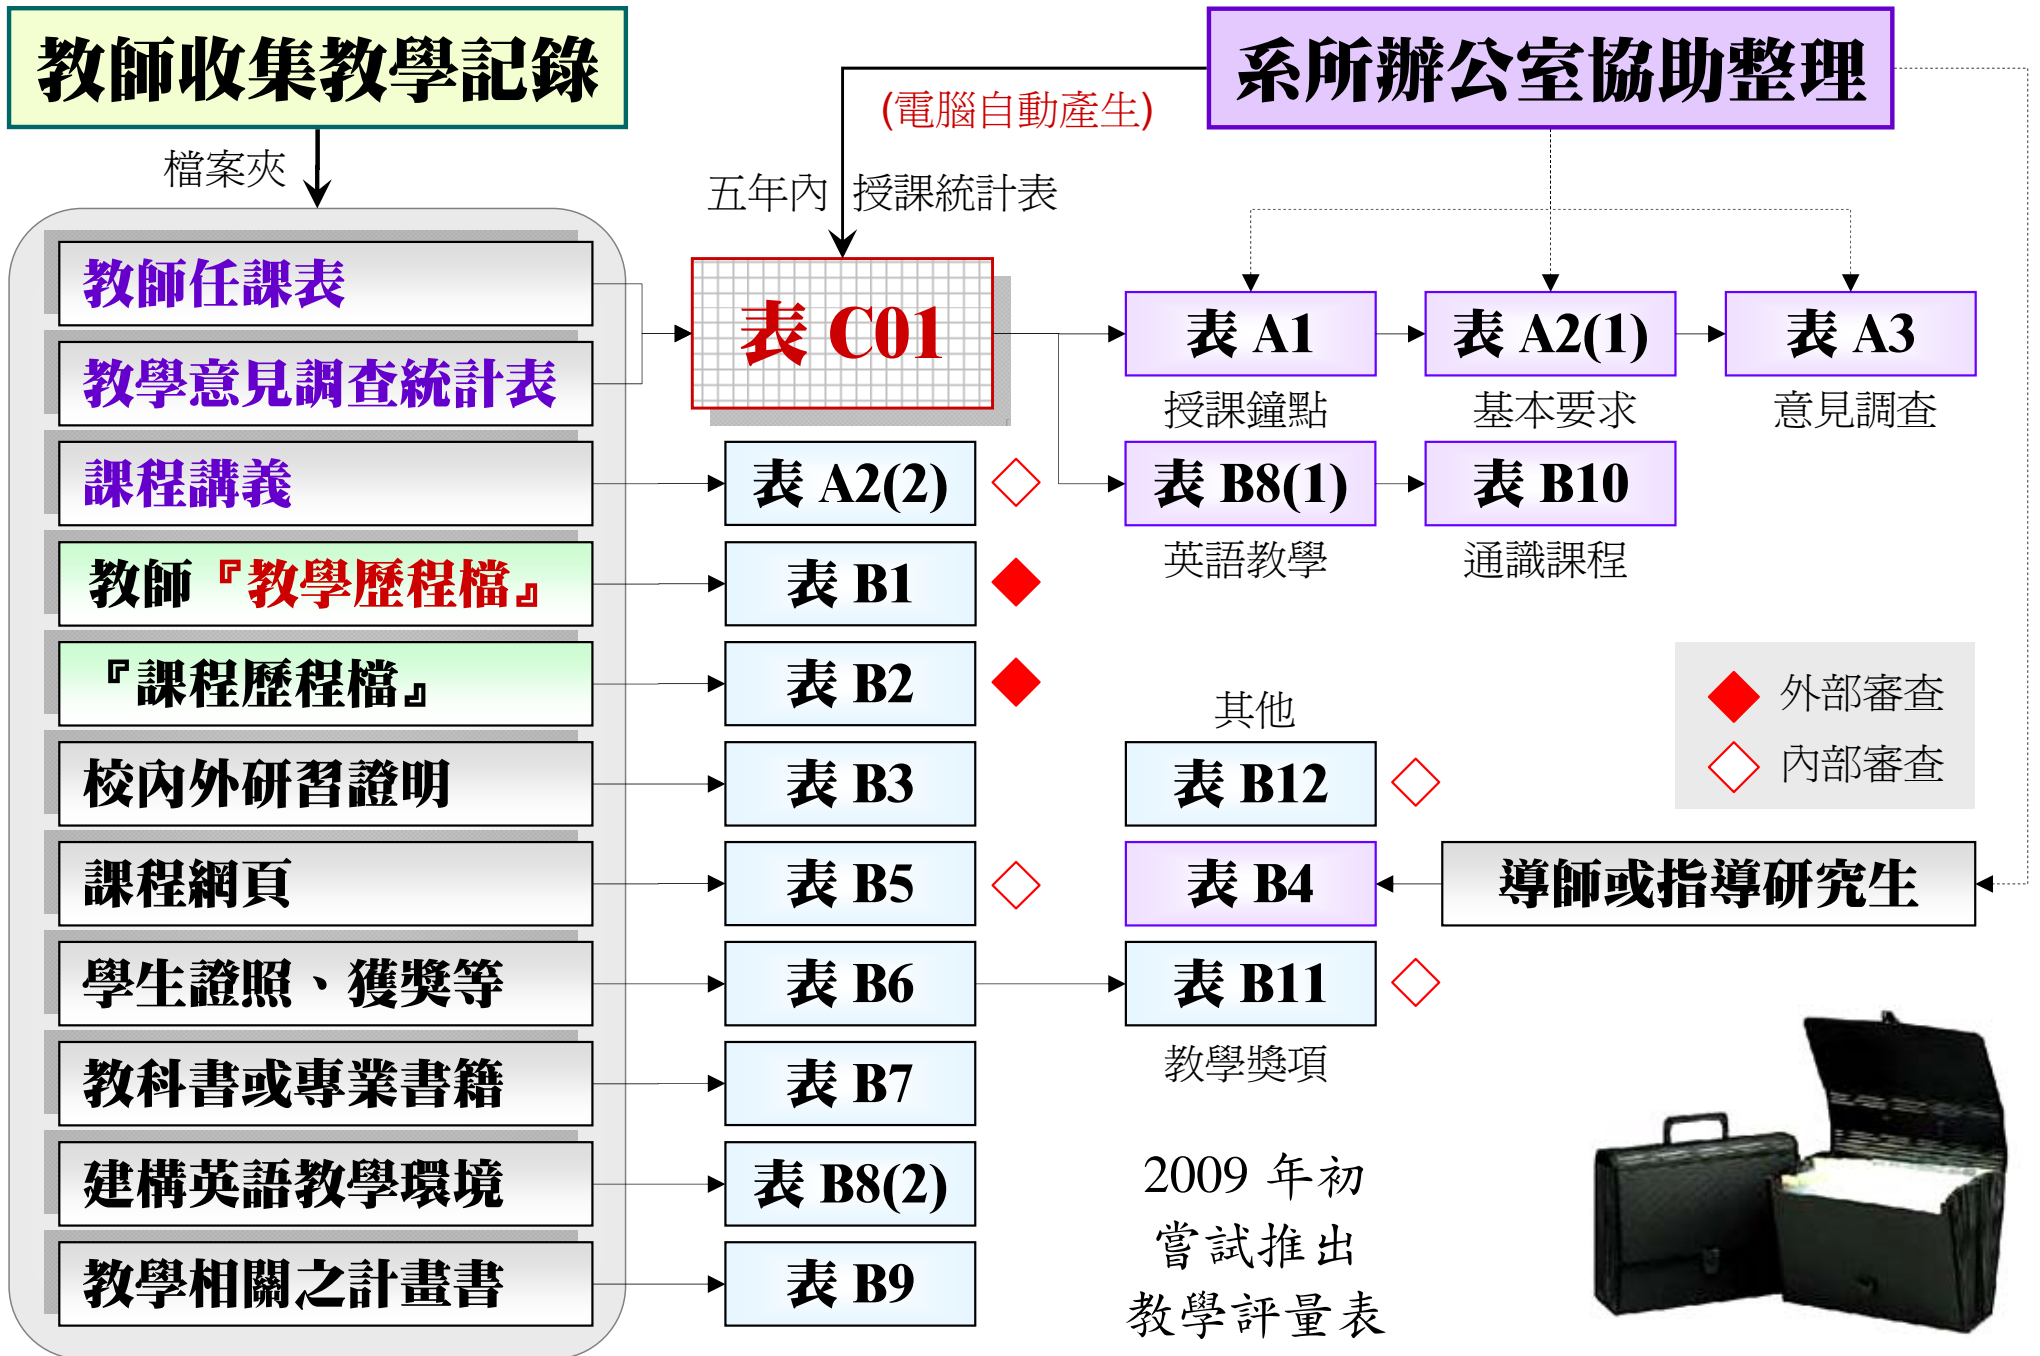 教師收集教學記錄
系所辦公室協助整理
(電腦自動產生)
檔案夾
五年內 授課統計表
教師任課表
教學意見調查統計表
課程講義
教師『教學歷程檔』
『課程歷程檔』
校內外研習證明
課程網頁
學生證照、獲獎等
教科書或專業書籍
建構英語教學環境
教學相關之計畫書
表 C01
表 A2(2)
表 B1
表 B2
表 B3
表 B5
表 B6
表 B7
表 B8(2)
表 B9
表 A1
授課鐘點
表 A2(1)
基本要求
表 A3
意見調查
表 B8(1)
英語教學
表 B10
通識課程
外部審查
內部審查
其他
表 B12
表 B4
導師或指導研究生
表 B11
教學獎項
2009 年初
嘗試推出
教學評量表